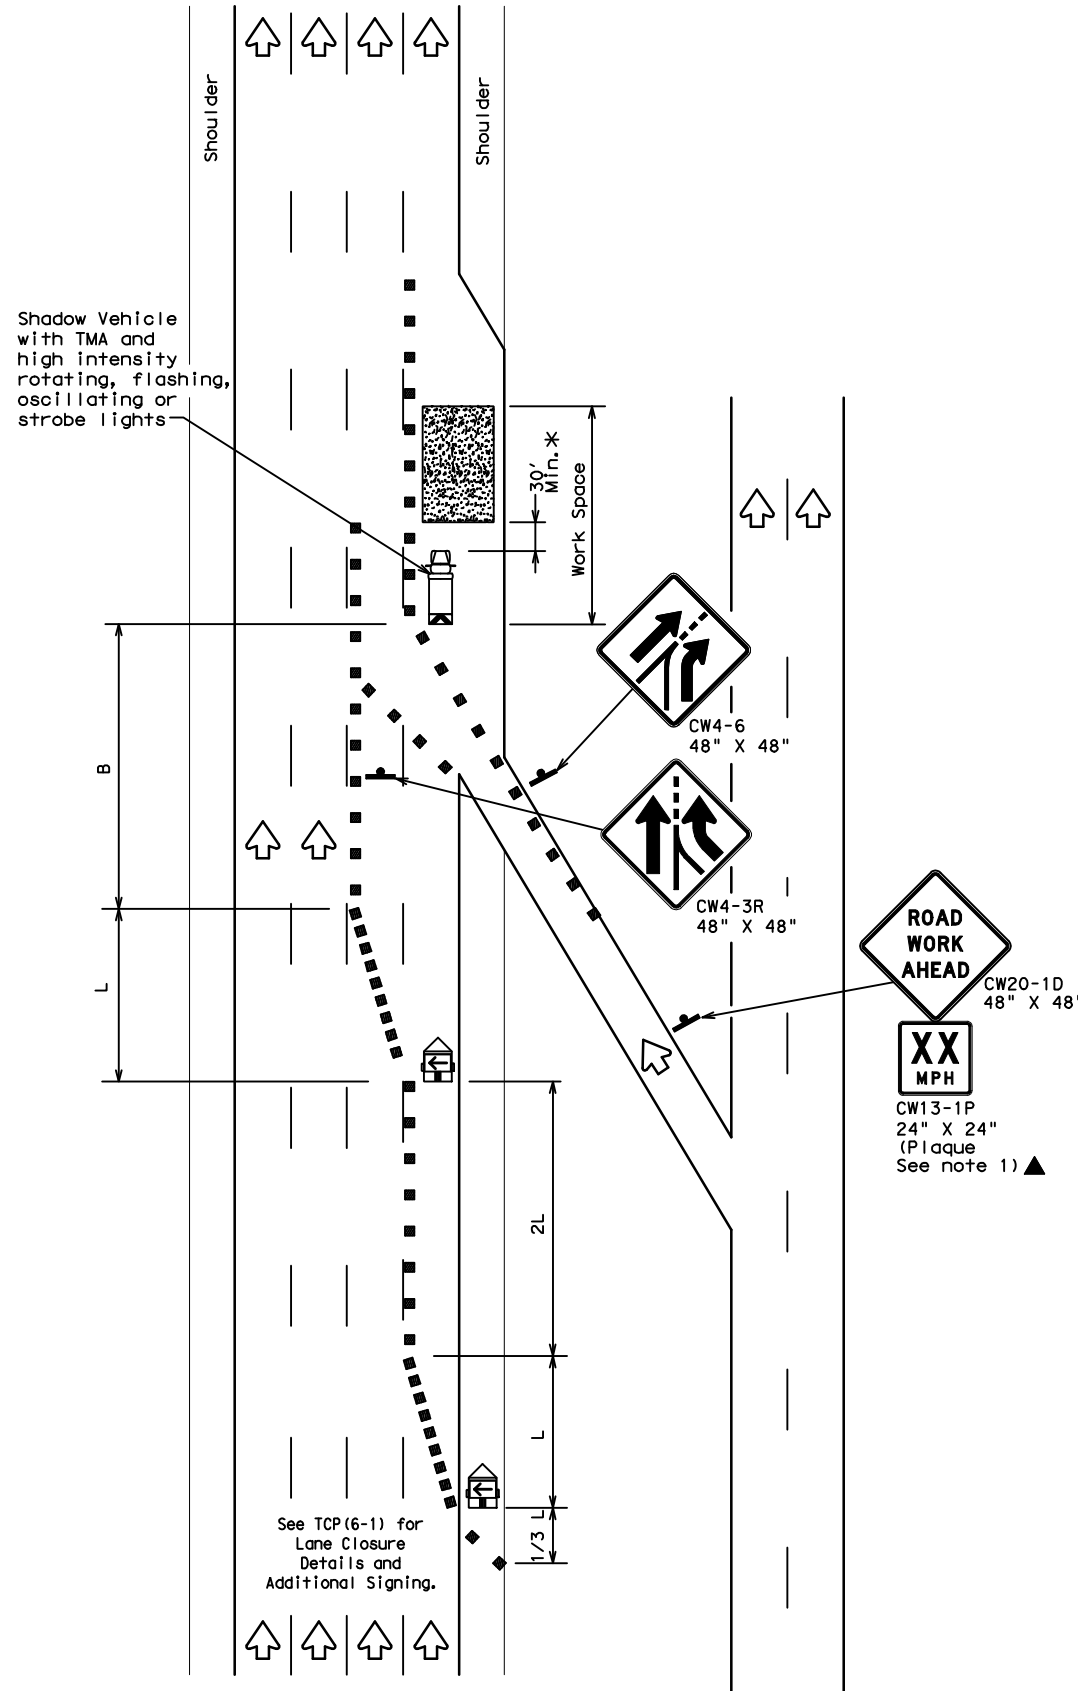 Shoulder
Shoulder
Shadow Vehicle
with TMA and
high intensity
rotating, flashing,
oscillating or
strobe lights
30'
Min.*
Work Space
CW4-6
48" X 48"
B
CW4-3R
48" X 48"
ROAD
WORK
AHEAD
CW20-1D
48" X 48"
L
XX
MPH
CW13-1P
24" X 24"
(Plaque
See note 1)▲
2L
L
1/3 L
See TCP(6-1) for
Lane Closure
Details and
Additional Signing.